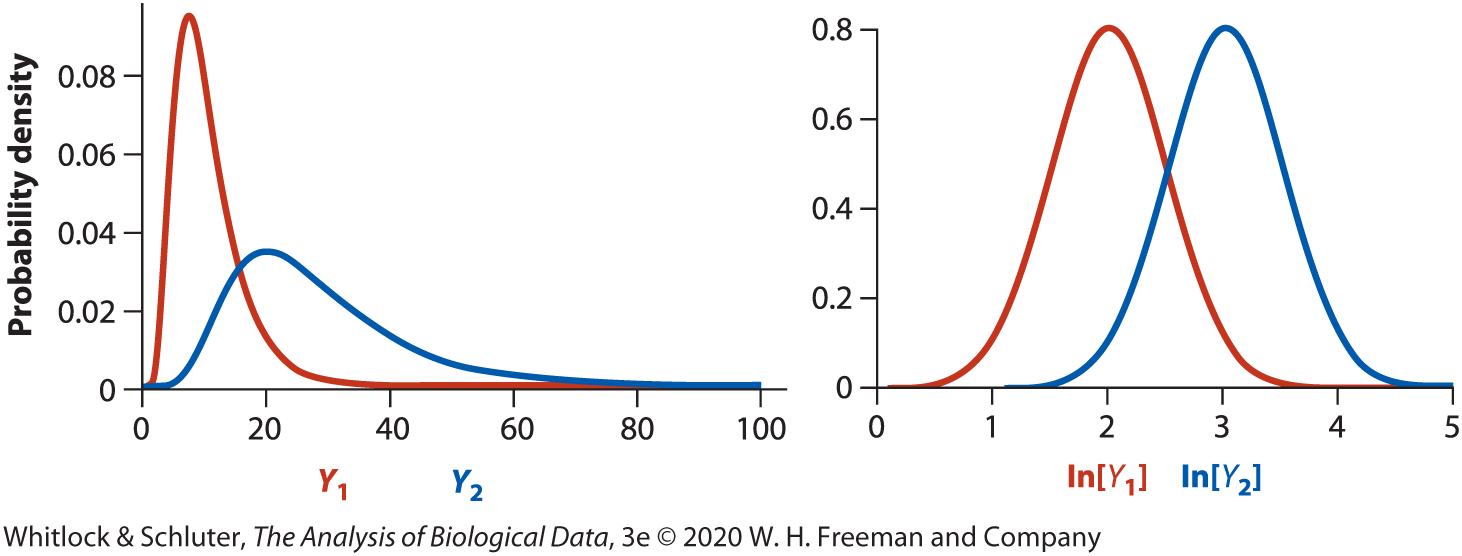 Probability density
0.08
0.06
0.04
0.02
0
0 20 40 60 80 100
Y1 Y2
0.8
0.6
0.4
0.2
0
0 1 2 3 4 5
ln[Y1] ln[Y2]
Whitlock & Schluter, The Analysis of Biological Data, 3e © 2020 W. H. Freeman and Company